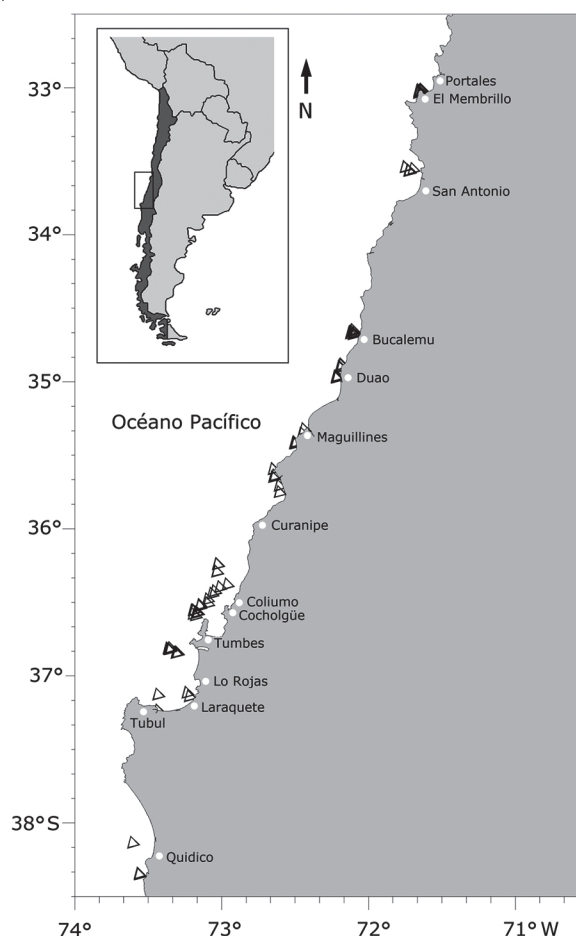 N
33°
34°
35°
36°
37°
38°S
Portales
El Membrillo
San Antonio
Bucalemu
Duao
Océano Pacífico
Maguillines
Curanipe
Coliumo
Cocholgüe
Tumbes
Lo Rojas
Laraquete
Tubul
Quidico
74°
73°
72°
71° W